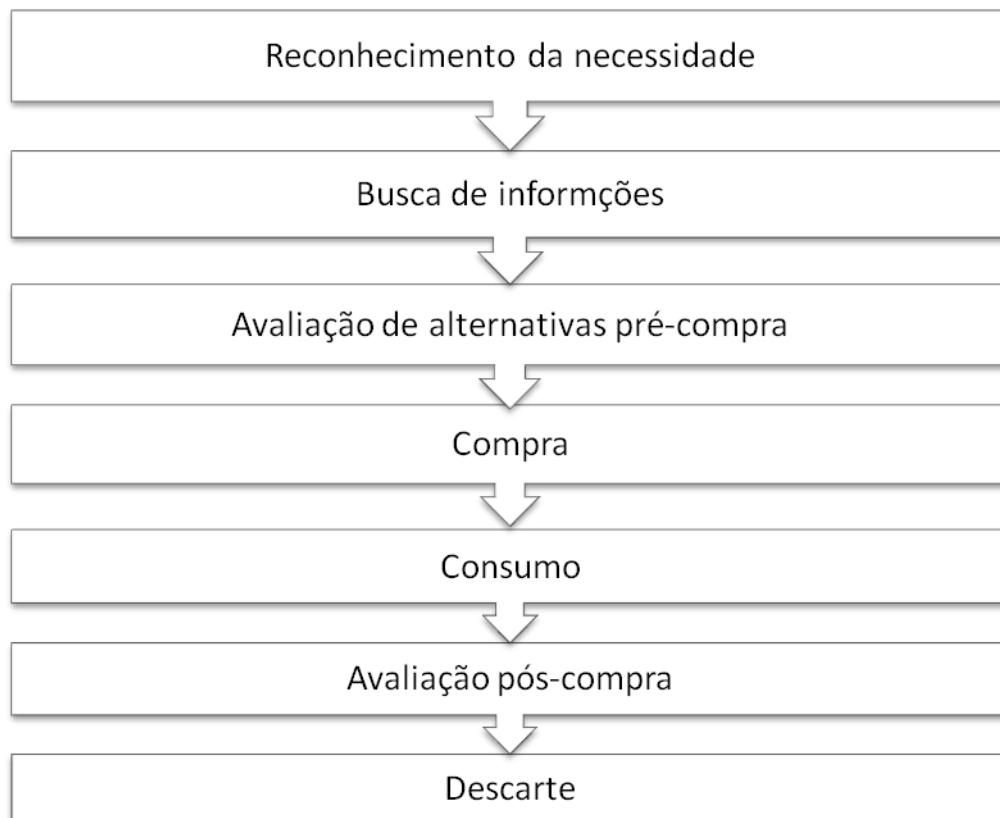 Reconhecimento da necessidade
Busca de informções
Avaliação de alternativas pré-compra
Compra
Consumo
Avaliação pós-compra
Descarte